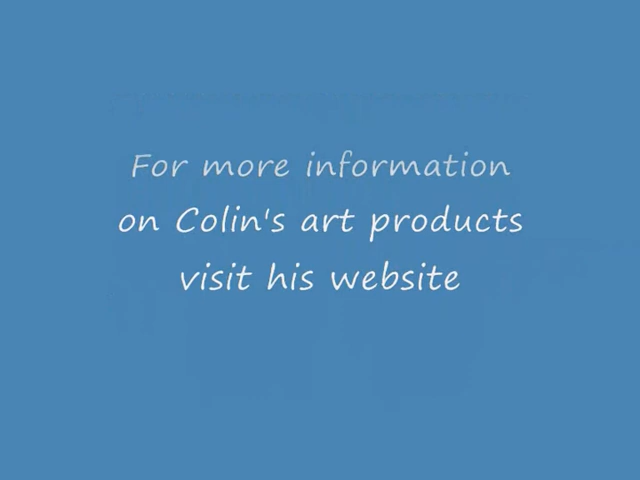 For more information
on Colin's art products
visit his website